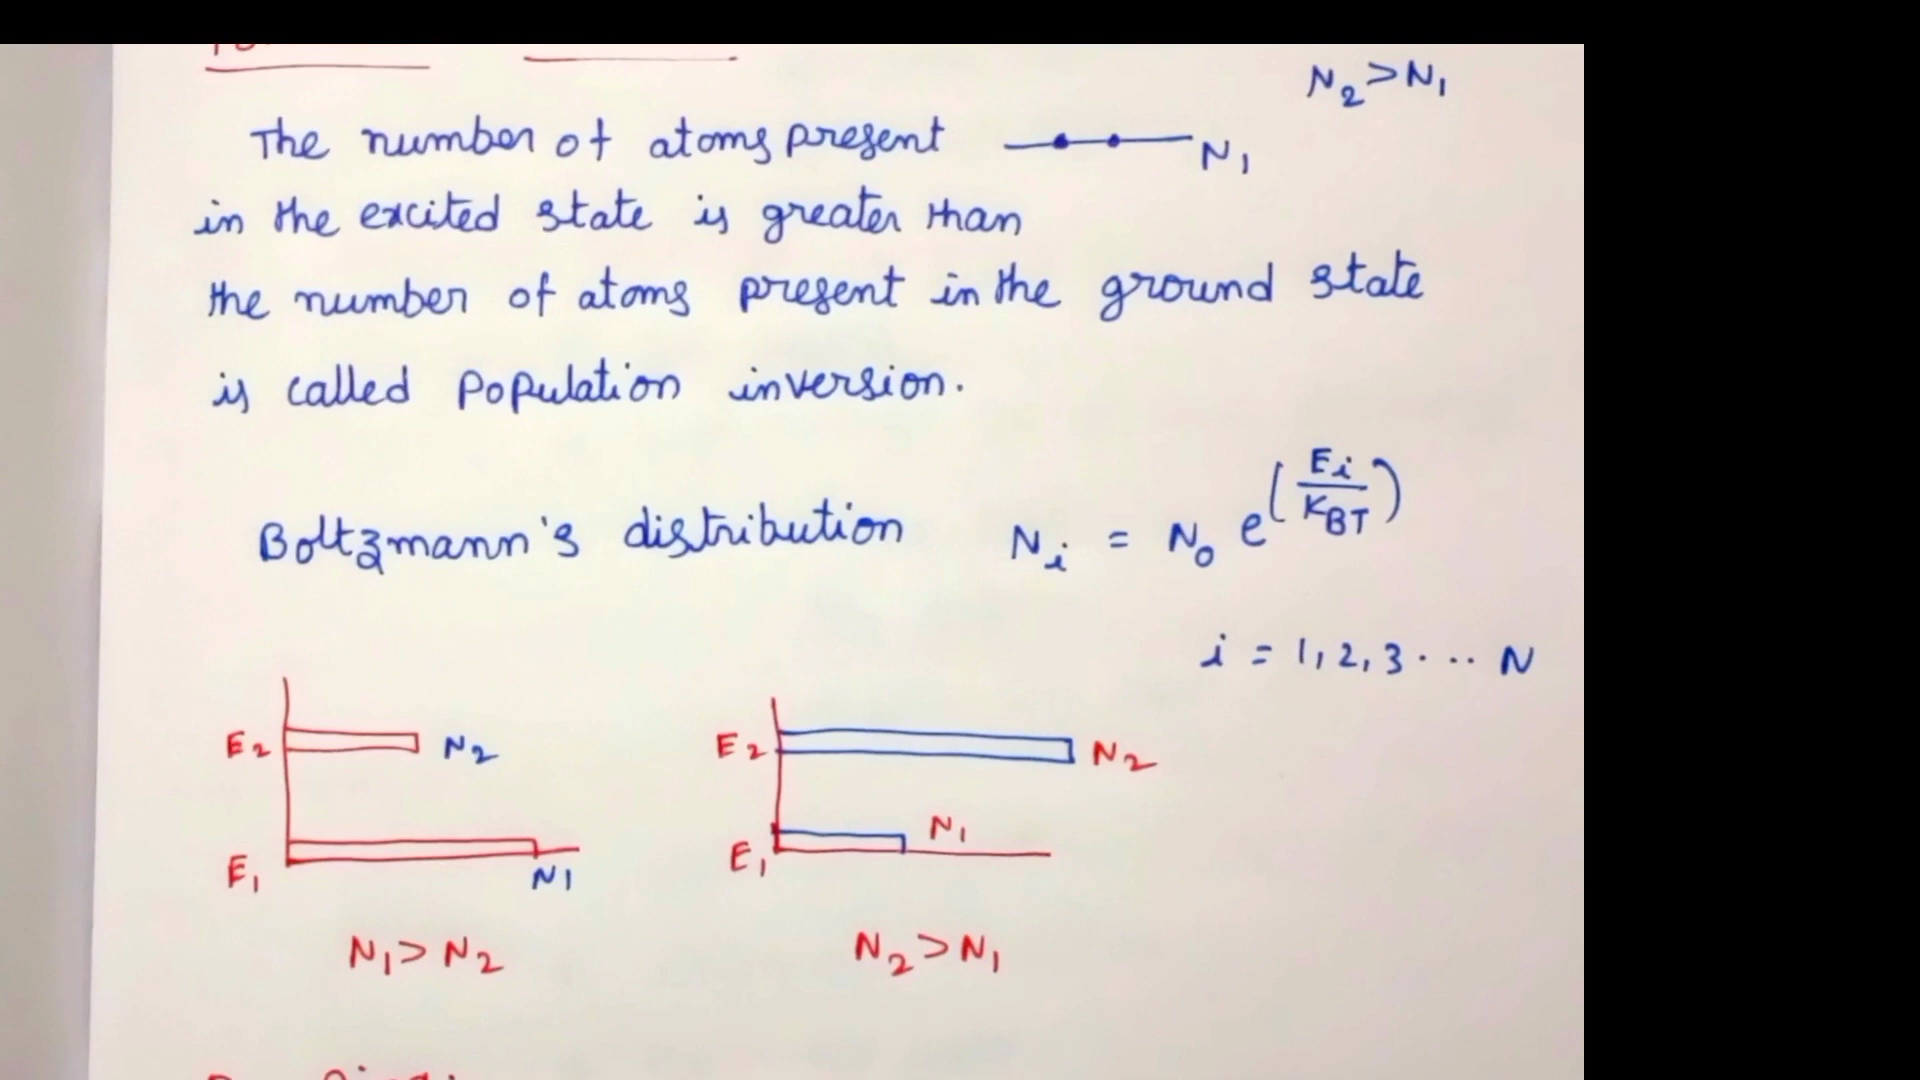 N₂ > N₁
The number of atoms present
N₁
in the excited state is greater than
the number of atoms present in the ground state
is called population inversion.
Boltzmann's distribution Nᵢ = N₀ e^(Eᵢ/K_BT)
i = 1, 2, 3 . . . . N
E₂ N₂ E₂ N₂
E₁ N₁ E₁ N₁
N₁ > N₂ N₂ > N₁